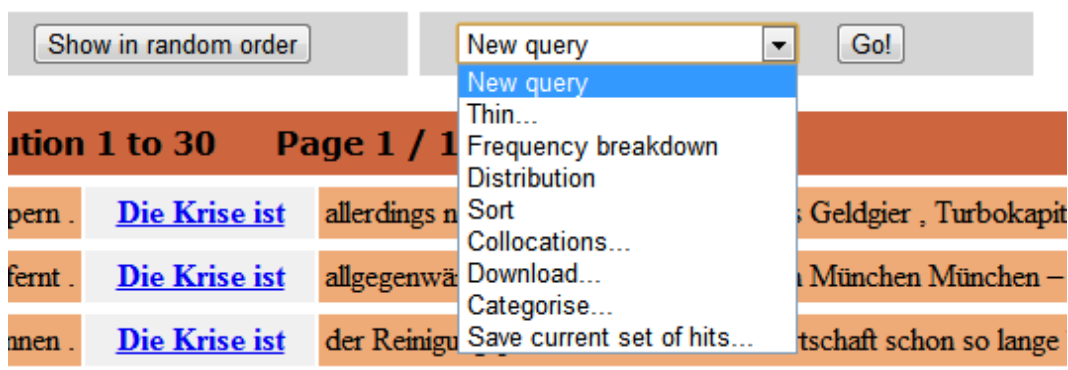 Show in random order New query Go!
New query
Thin...
ution 1 to 30 Page 1 / 1 Frequency breakdown
Distribution
pern . Die Krise ist allerdings n Sort Geldgier , Turbokapit
Collocations...
fernt . Die Krise ist allgegenwä Download... München München –
Categorise...
nnen . Die Krise ist der Reinigu Save current set of hits... tschaft schon so lange